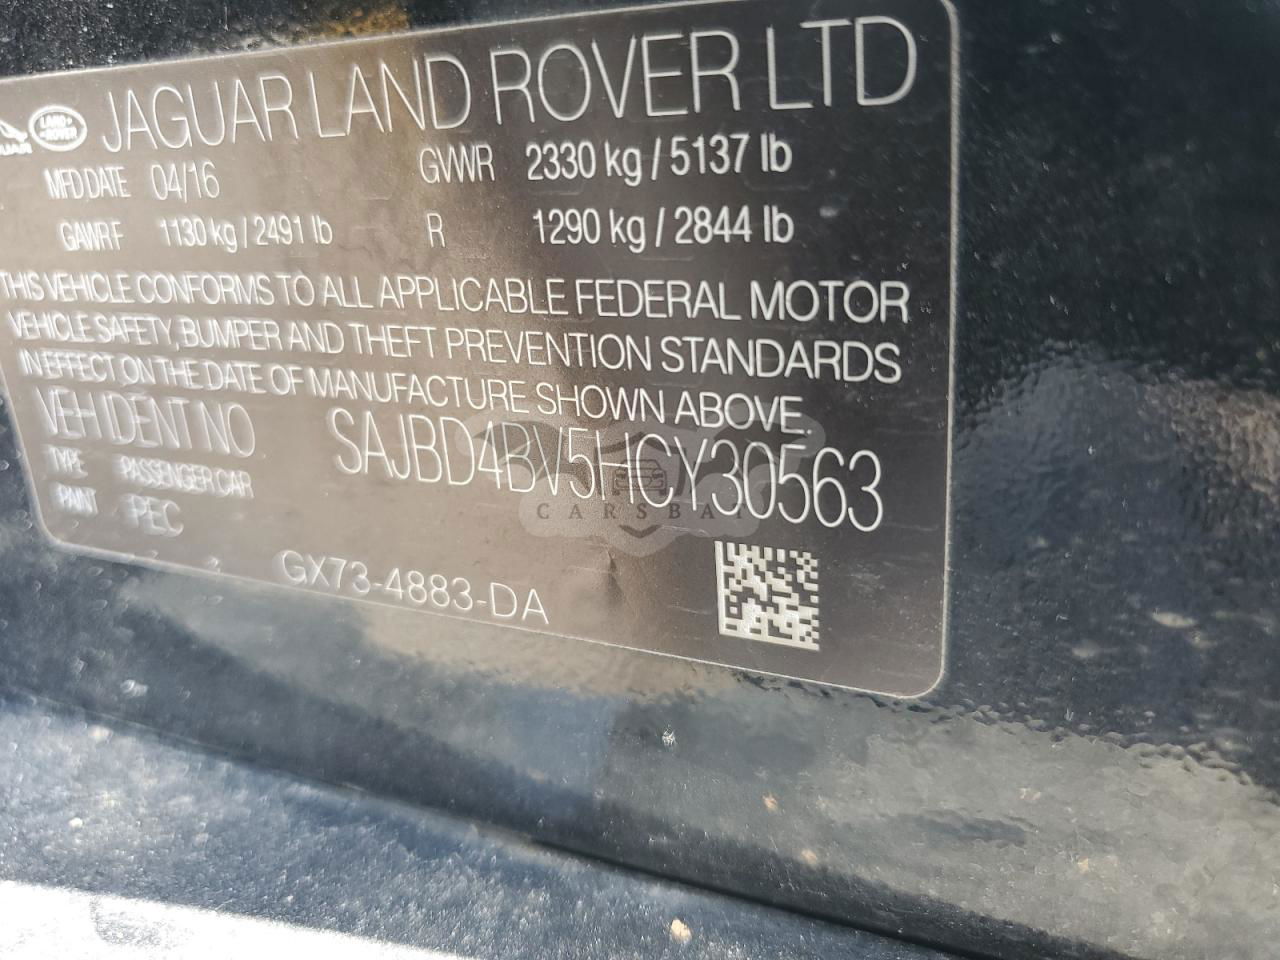 JAGUAR LAND ROVER LTD
LAND ROVER
MFD DATE 04/16 GVWR 2330 kg / 5137 lb
GAWR F 1130 kg / 2491 lb R 1290 kg / 2844 lb
THIS VEHICLE CONFORMS TO ALL APPLICABLE FEDERAL MOTOR
VEHICLE SAFETY, BUMPER AND THEFT PREVENTION STANDARDS
IN EFFECT ON THE DATE OF MANUFACTURE SHOWN ABOVE.
VEH IDENT NO SAJBD4BV5HCY30563
TYPE PASSENGER CAR
CARSBAT
PAINT PEC
GX73-4883-DA